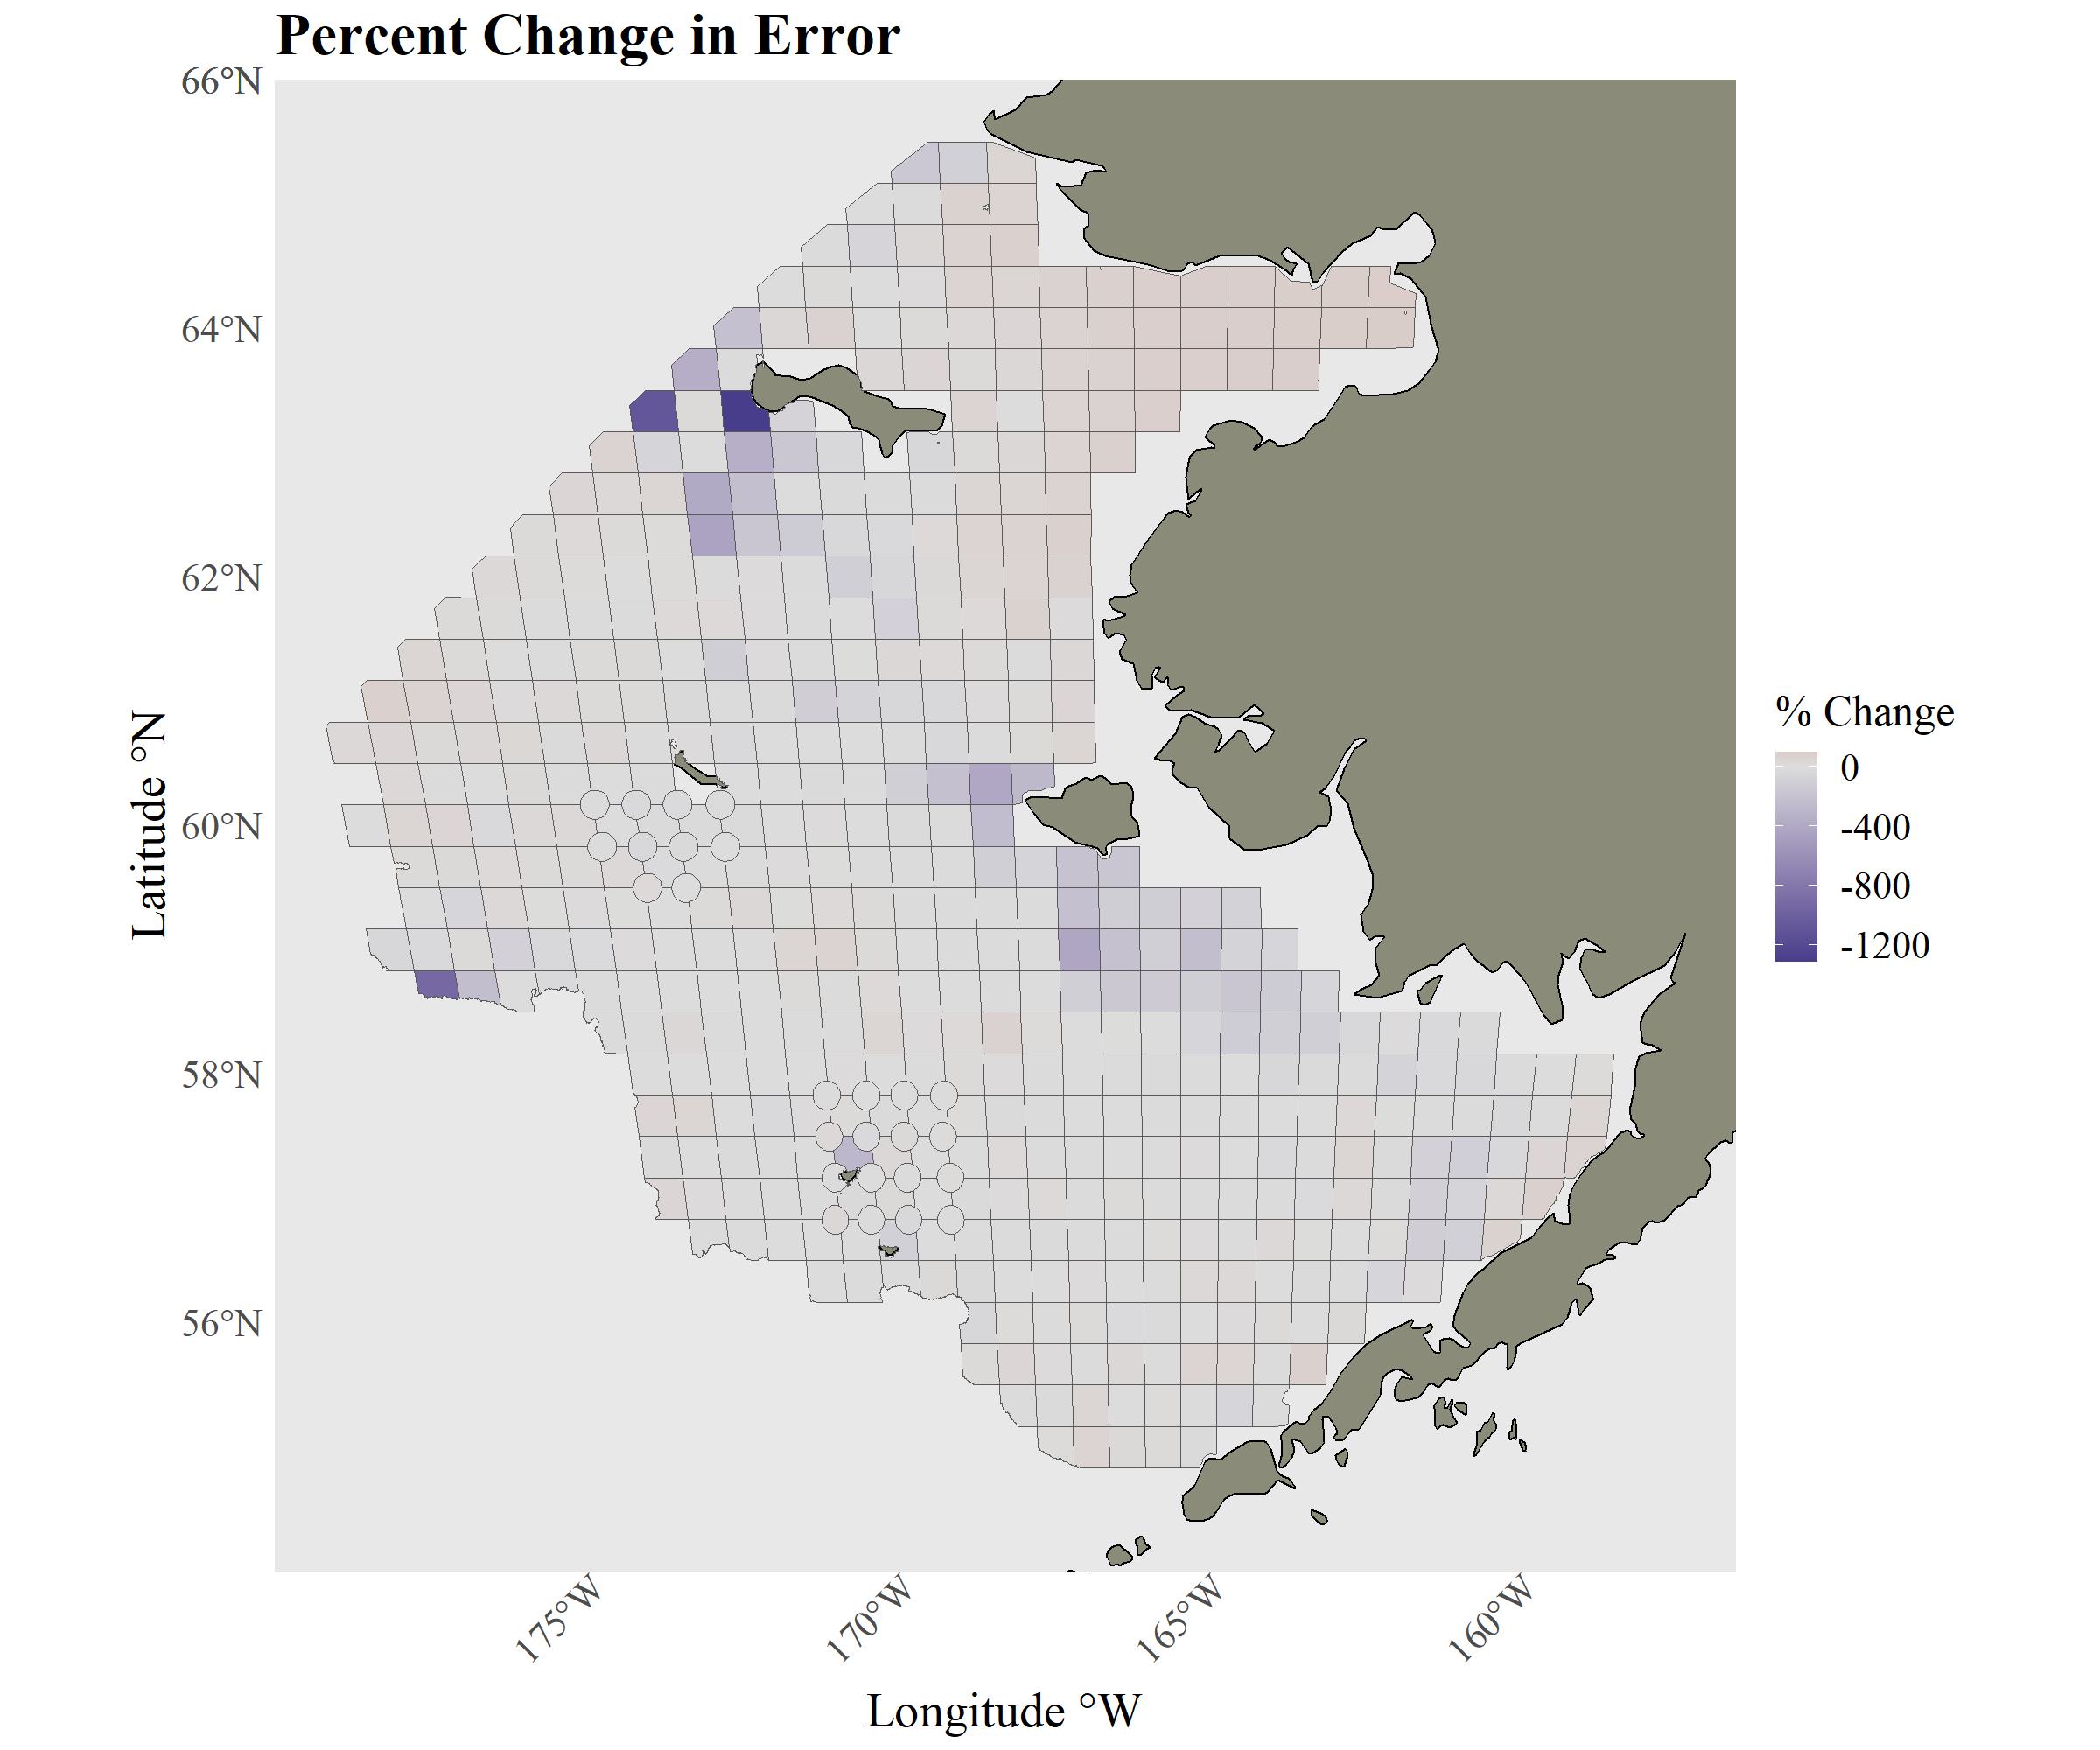 Percent Change in Error
66°N
64°N
62°N
60°N
58°N
56°N
Latitude °N
175°W
170°W
165°W
160°W
Longitude °W
% Change
0
-400
-800
-1200